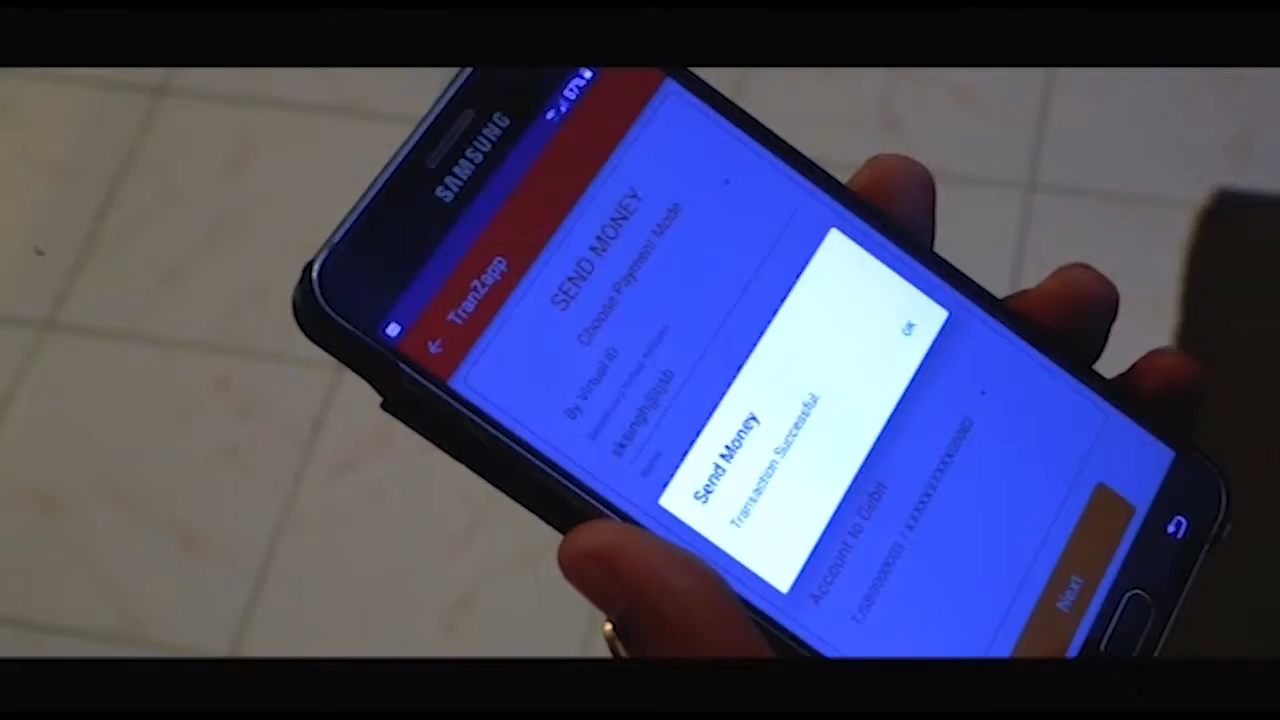 67%
SAMSUNG
TranZapp
SEND MONEY
Choose Payment Mode
By Virtual ID
Send Money
Transaction Successful.
OK
Account to Debit
Next